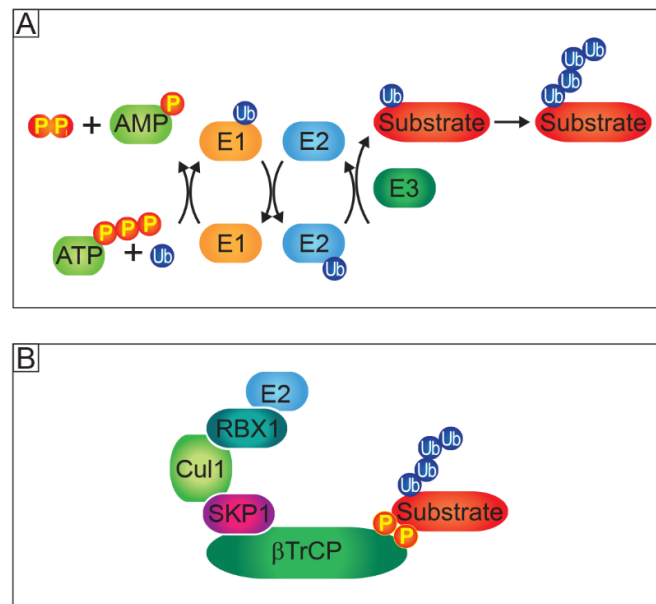 A
Ub
Ub
Ub
Ub
Ub
Ub
P P + AMP P
E1
E2
Substrate
Substrate
E3
P P P
ATP + Ub
E1
E2
Ub
B
E2
RBX1
Ub
Ub
Cul1
Ub
Ub
SKP1
Substrate
P
P
βTrCP